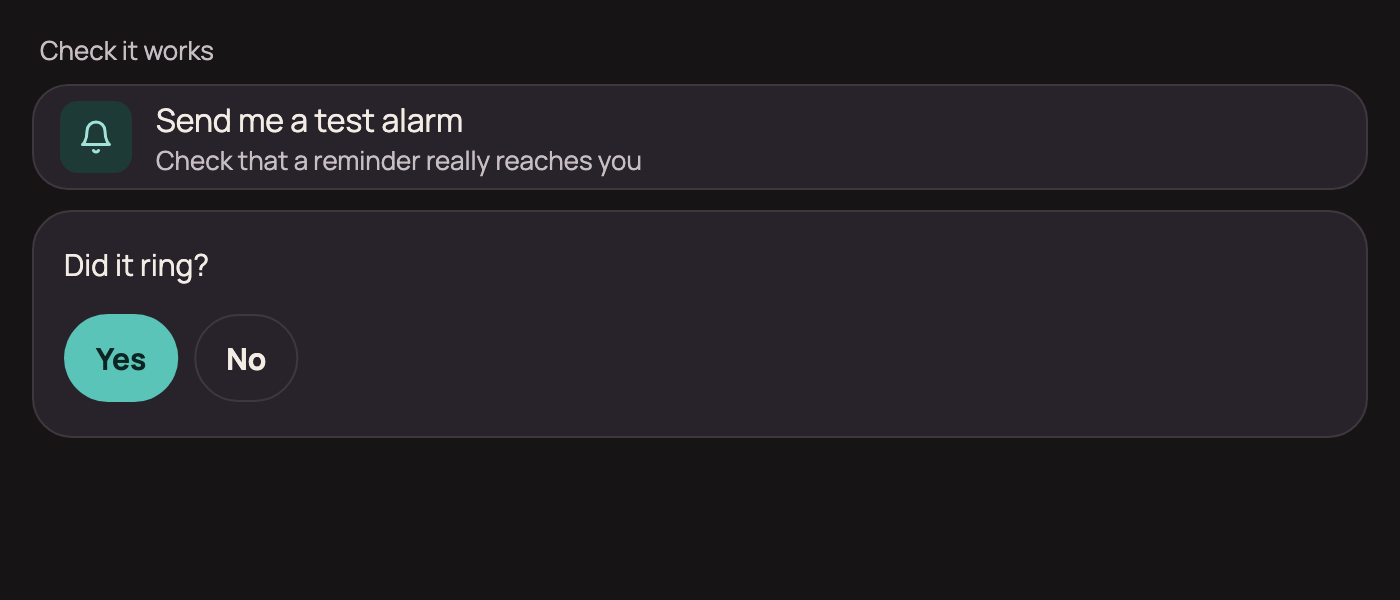 Check it works
Send me a test alarm
Check that a reminder really reaches you
Did it ring?
Yes
No